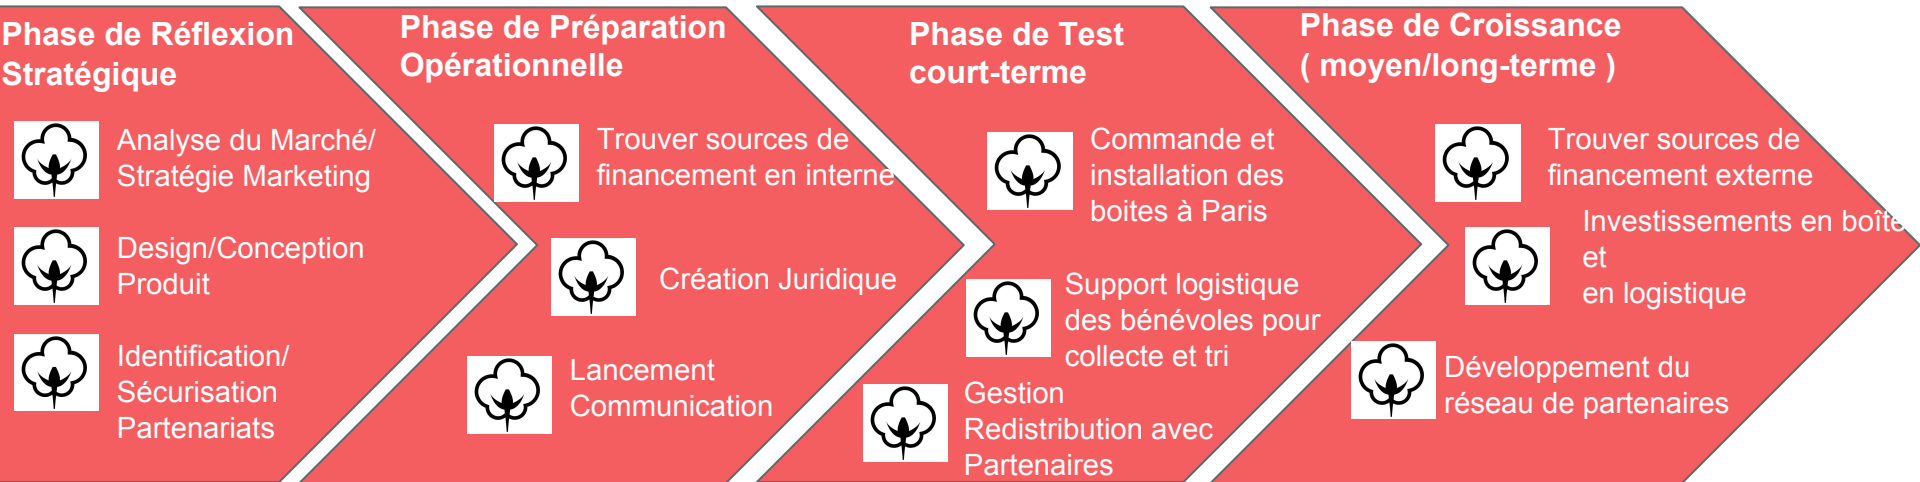 Phase de Réflexion
Stratégique
Analyse du Marché/
Stratégie Marketing
Design/Conception
Produit
Identification/
Sécurisation
Partenariats
Phase de Préparation
Opérationnelle
Trouver sources de
financement en interne
Création Juridique
Lancement
Communication
Phase de Test
court-terme
Commande et
installation des
boites à Paris
Support logistique
des bénévoles pour
collecte et tri
Gestion
Redistribution avec
Partenaires
Phase de Croissance
( moyen/long-terme )
Trouver sources de
financement externe
Investissements en boîte
et
en logistique
Développement du
réseau de partenaires